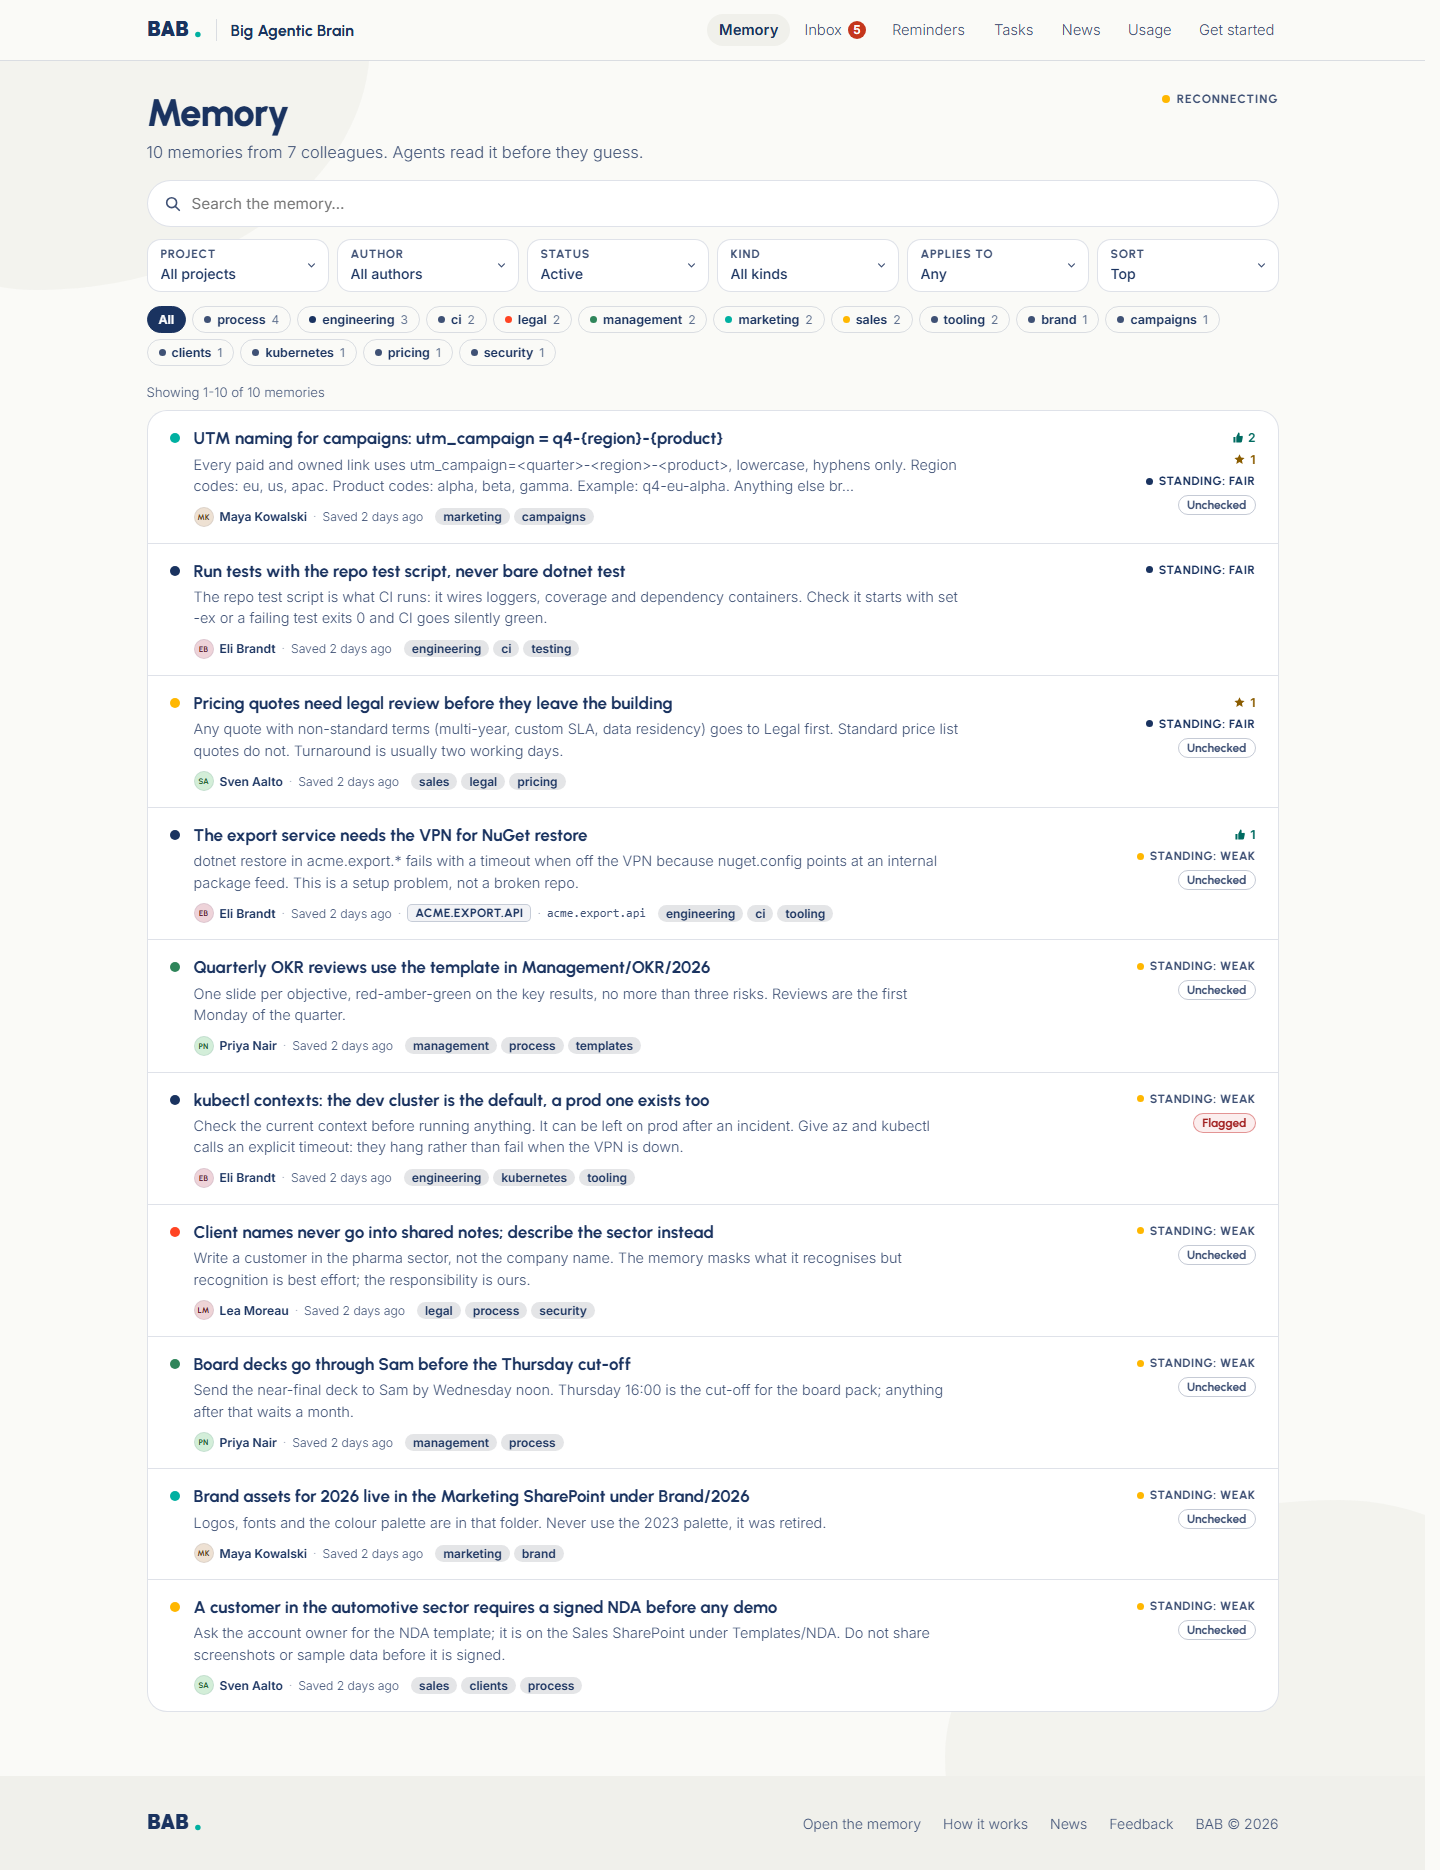 BAB.
Big Agentic Brain
Memory
Inbox 5
Reminders
Tasks
News
Usage
Get started
Memory
RECONNECTING
10 memories from 7 colleagues. Agents read it before they guess.
Search the memory...
PROJECT
All projects
AUTHOR
All authors
STATUS
Active
KIND
All kinds
APPLIES TO
Any
SORT
Top
All
process 4
engineering 3
ci 2
legal 2
management 2
marketing 2
sales 2
tooling 2
brand 1
campaigns 1
clients 1
kubernetes 1
pricing 1
security 1
Showing 1-10 of 10 memories
UTM naming for campaigns: utm_campaign = q4-{region}-{product}
Every paid and owned link uses utm_campaign=<quarter>-<region>-<product>, lowercase, hyphens only. Region
codes: eu, us, apac. Product codes: alpha, beta, gamma. Example: q4-eu-alpha. Anything else br...
MK Maya Kowalski · Saved 2 days ago marketing campaigns
2
1
STANDING: FAIR
Unchecked
Run tests with the repo test script, never bare dotnet test
The repo test script is what CI runs: it wires loggers, coverage and dependency containers. Check it starts with set
-ex or a failing test exits 0 and CI goes silently green.
EB Eli Brandt · Saved 2 days ago engineering ci testing
STANDING: FAIR
Pricing quotes need legal review before they leave the building
Any quote with non-standard terms (multi-year, custom SLA, data residency) goes to Legal first. Standard price list
quotes do not. Turnaround is usually two working days.
SA Sven Aalto · Saved 2 days ago sales legal pricing
1
STANDING: FAIR
Unchecked
The export service needs the VPN for NuGet restore
dotnet restore in acme.export.* fails with a timeout when off the VPN because nuget.config points at an internal
package feed. This is a setup problem, not a broken repo.
EB Eli Brandt · Saved 2 days ago · ACME.EXPORT.API · acme.export.api engineering ci tooling
1
STANDING: WEAK
Unchecked
Quarterly OKR reviews use the template in Management/OKR/2026
One slide per objective, red-amber-green on the key results, no more than three risks. Reviews are the first
Monday of the quarter.
PN Priya Nair · Saved 2 days ago management process templates
STANDING: WEAK
Unchecked
kubectl contexts: the dev cluster is the default, a prod one exists too
Check the current context before running anything. It can be left on prod after an incident. Give az and kubectl
calls an explicit timeout: they hang rather than fail when the VPN is down.
EB Eli Brandt · Saved 2 days ago engineering kubernetes tooling
STANDING: WEAK
Flagged
Client names never go into shared notes; describe the sector instead
Write a customer in the pharma sector, not the company name. The memory masks what it recognises but
recognition is best effort; the responsibility is ours.
LM Lea Moreau · Saved 2 days ago legal process security
STANDING: WEAK
Unchecked
Board decks go through Sam before the Thursday cut-off
Send the near-final deck to Sam by Wednesday noon. Thursday 16:00 is the cut-off for the board pack; anything
after that waits a month.
PN Priya Nair · Saved 2 days ago management process
STANDING: WEAK
Unchecked
Brand assets for 2026 live in the Marketing SharePoint under Brand/2026
Logos, fonts and the colour palette are in that folder. Never use the 2023 palette, it was retired.
MK Maya Kowalski · Saved 2 days ago marketing brand
STANDING: WEAK
Unchecked
A customer in the automotive sector requires a signed NDA before any demo
Ask the account owner for the NDA template; it is on the Sales SharePoint under Templates/NDA. Do not share
screenshots or sample data before it is signed.
SA Sven Aalto · Saved 2 days ago sales clients process
STANDING: WEAK
Unchecked
BAB.
Open the memory
How it works
News
Feedback
BAB © 2026